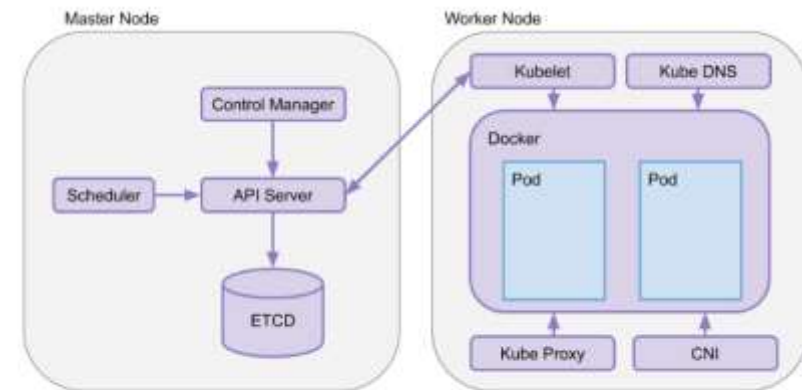 Master Node
Worker Node
Kubelet
Kube DNS
Control Manager
Docker
Pod
Pod
Scheduler
API Server
ETCD
Kube Proxy
CNI